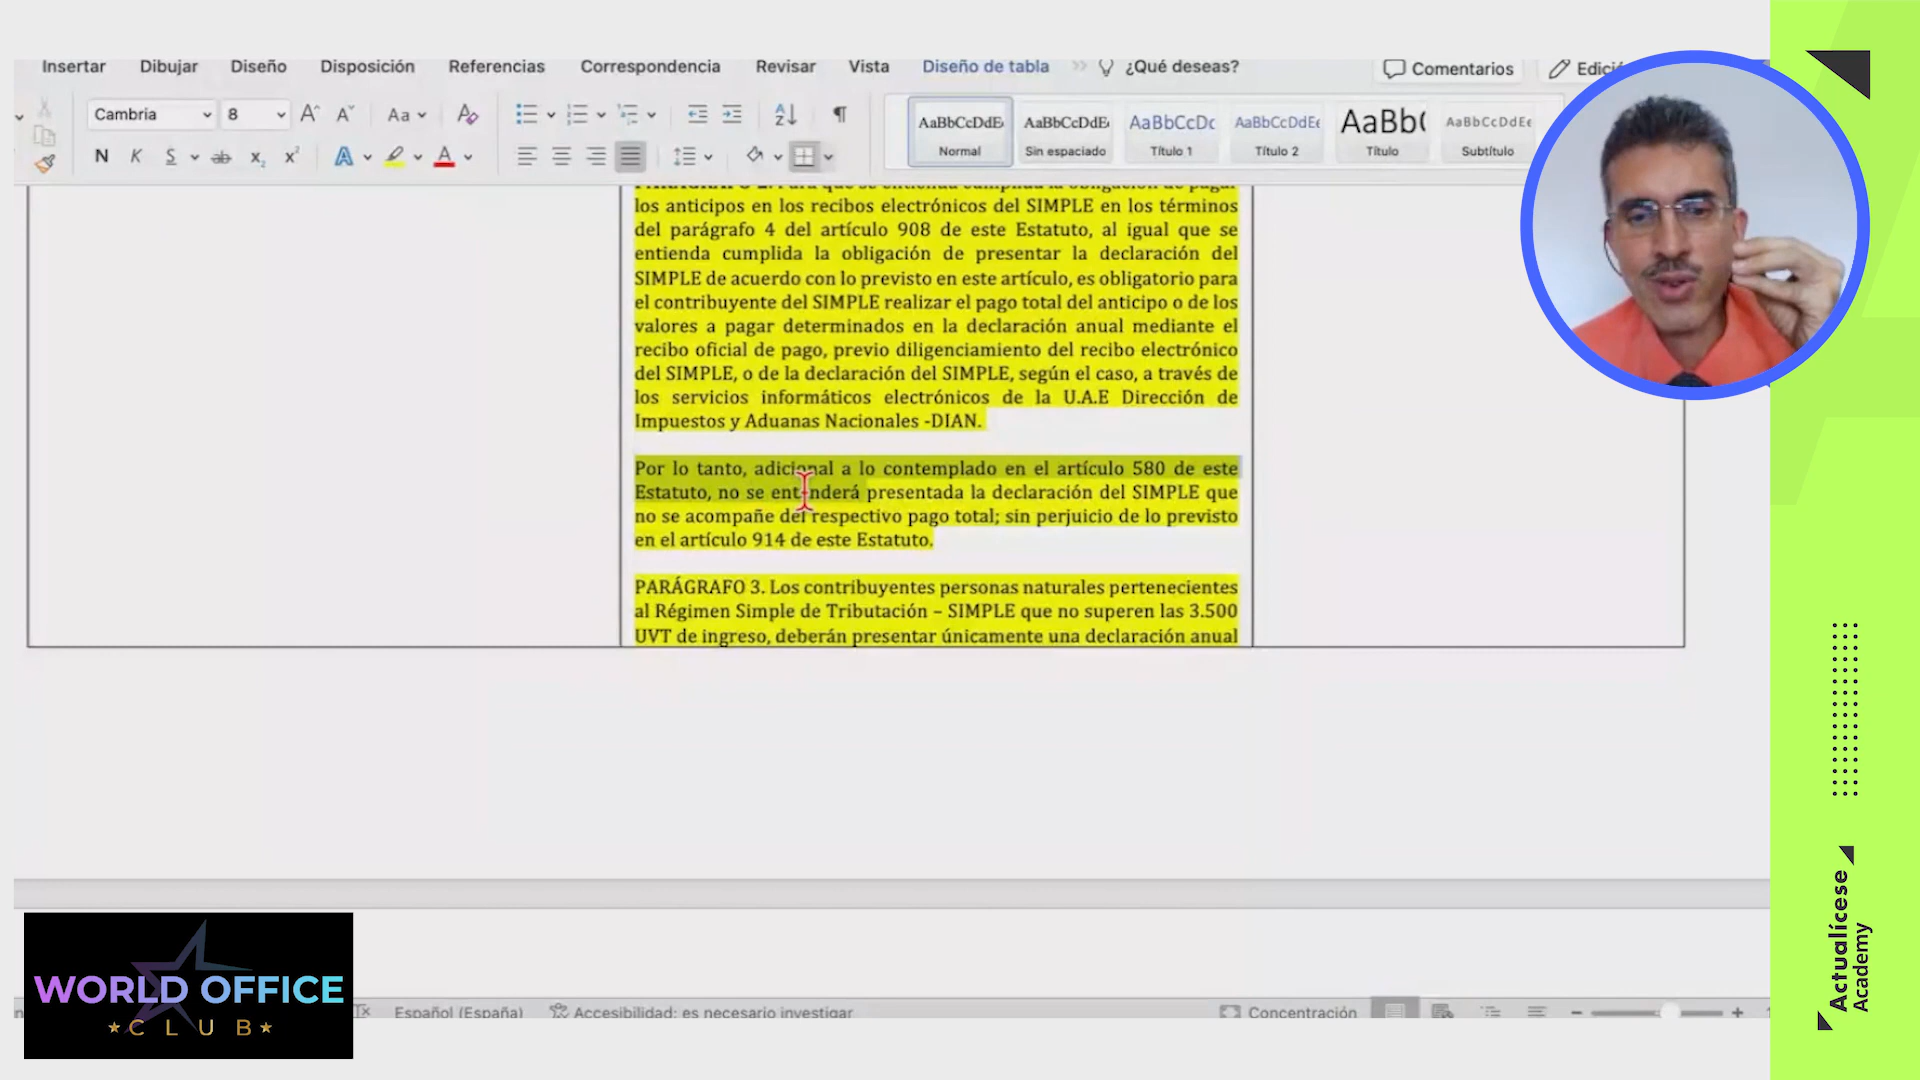 Insertar Dibujar Diseño Disposición Referencias Correspondencia Revisar Vista Diseño de tabla ¿Qué deseas? Comentarios
Cambria 8 Aa
AaBbCcDdE AaBbCcDdE AaBbCcDc AaBbCcDdEe AaBb( AaBbCcDdEe
Normal Sin espaciado Título 1 Título 2 Título Subtítulo
N K S ab x₂ x² A A
los anticipos en los recibos electrónicos del SIMPLE en los términos
del parágrafo 4 del artículo 908 de este Estatuto, al igual que se
entienda cumplida la obligación de presentar la declaración del
SIMPLE de acuerdo con lo previsto en este artículo, es obligatorio para
el contribuyente del SIMPLE realizar el pago total del anticipo o de los
valores a pagar determinados en la declaración anual mediante el
recibo oficial de pago, previo diligenciamiento del recibo electrónico
del SIMPLE, o de la declaración del SIMPLE, según el caso, a través de
los servicios informáticos electrónicos de la U.A.E Dirección de
Impuestos y Aduanas Nacionales -DIAN.
Por lo tanto, adicional a lo contemplado en el artículo 580 de este
Estatuto, no se entenderá presentada la declaración del SIMPLE que
no se acompañe del respectivo pago total; sin perjuicio de lo previsto
en el artículo 914 de este Estatuto.
PARÁGRAFO 3. Los contribuyentes personas naturales pertenecientes
al Régimen Simple de Tributación – SIMPLE que no superen las 3.500
UVT de ingreso, deberán presentar únicamente una declaración anual
Español (España) Accesibilidad: es necesario investigar Concentración
WORLD OFFICE
CLUB
Actualícese
Academy